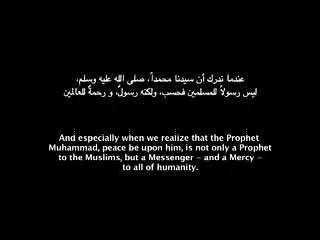 عندما ندرك أن سيدنا محمداً، صلى الله عليه وسلم،
ليس رسولاً للمسلمين فحسب، ولكنه رسولٌ، و رحمةٌ للعالمين
And especially when we realize that the Prophet
Muhammad, peace be upon him, is not only a Prophet
to the Muslims, but a Messenger – and a Mercy –
to all of humanity.